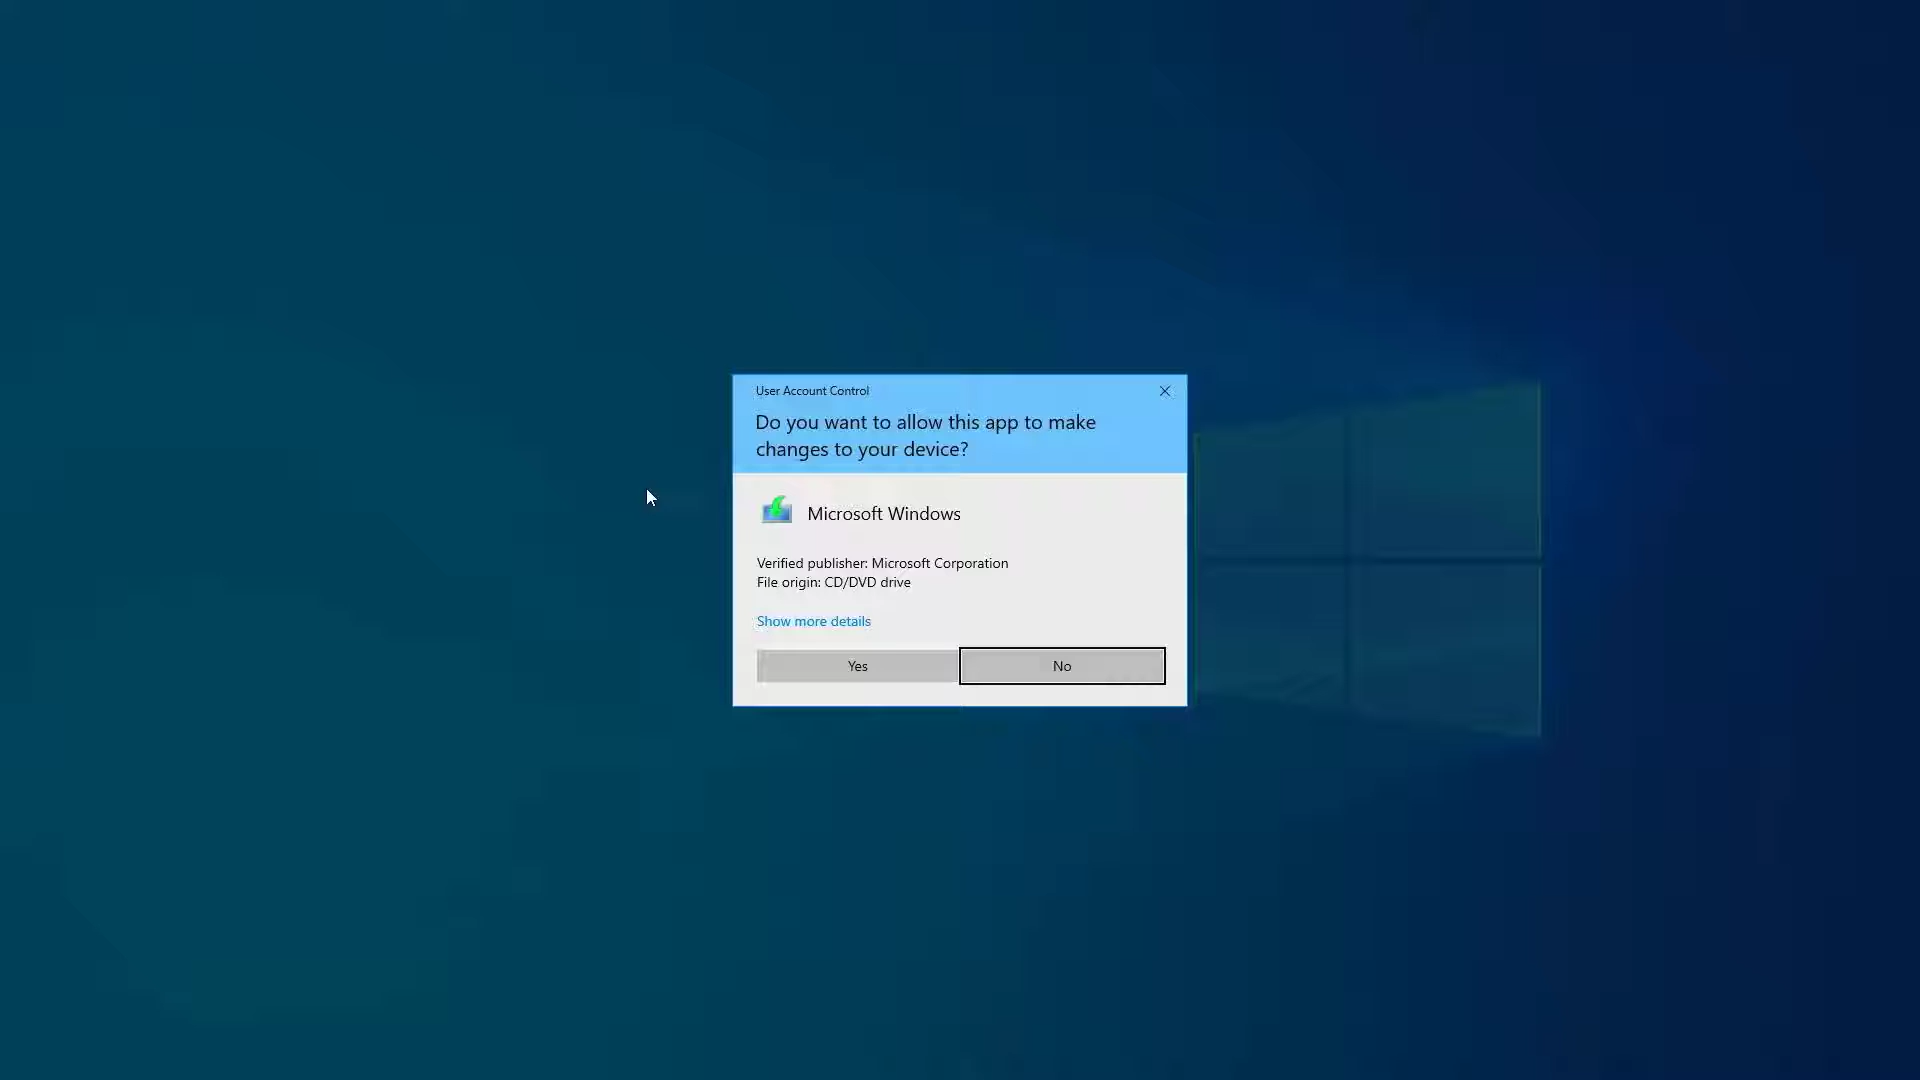 User Account Control
Do you want to allow this app to make
changes to your device?
Microsoft Windows
Verified publisher: Microsoft Corporation
File origin: CD/DVD drive
Show more details
Yes
No